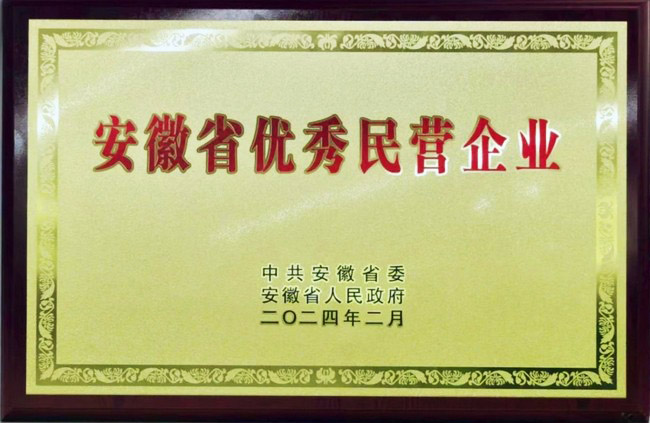 安徽省优秀民营企业
中共安徽省委
安徽省人民政府
二〇二四年二月